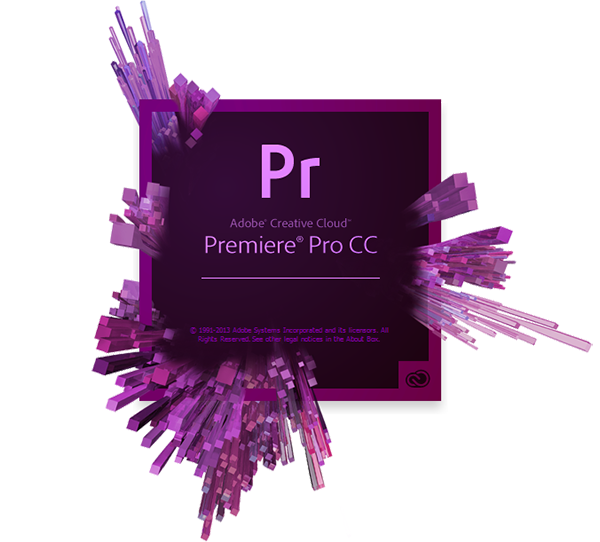 Pr
Adobe® Creative Cloud™
Premiere® Pro CC
© 1991-2013 Adobe Systems Incorporated and its licensors. All
Rights Reserved. See other legal notices in the About Box.